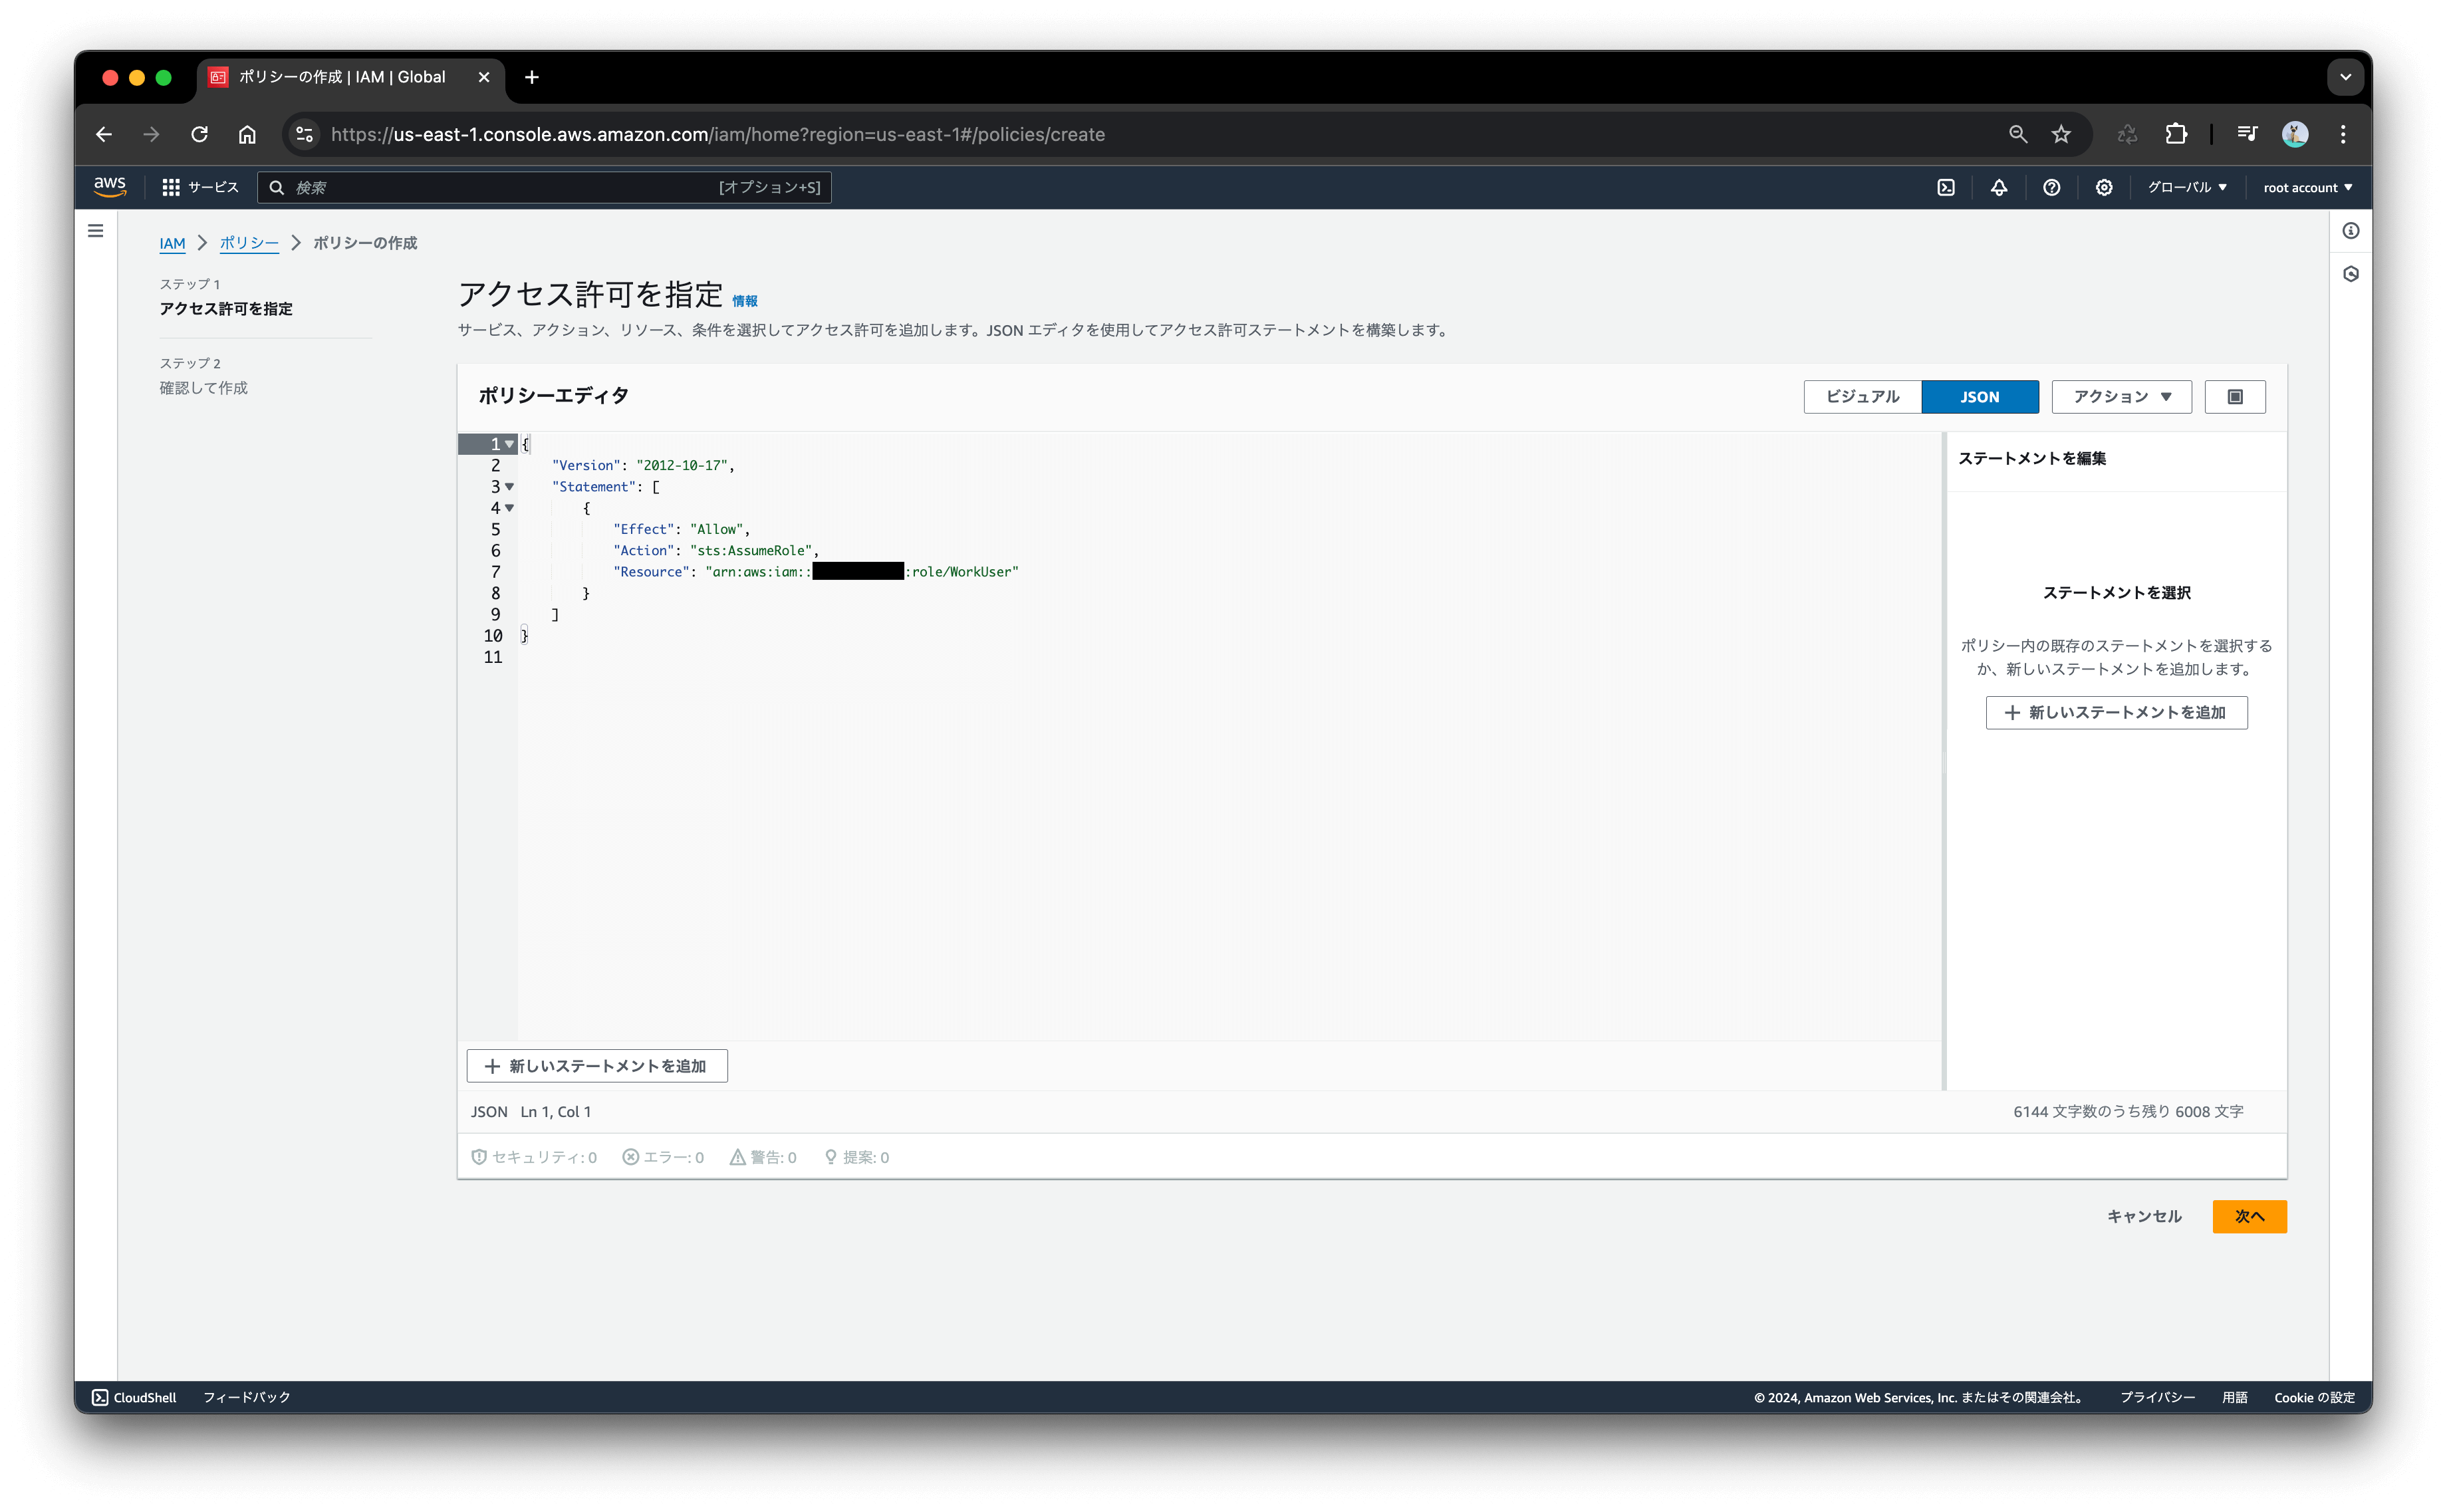 ポリシーの作成 | IAM | Global
https://us-east-1.console.aws.amazon.com/iam/home?region=us-east-1#/policies/create
aws
サービス
検索
[オプション+S]
グローバル
root account
IAM > ポリシー > ポリシーの作成
ステップ 1
アクセス許可を指定
ステップ 2
確認して作成
アクセス許可を指定 情報
サービス、アクション、リソース、条件を選択してアクセス許可を追加します。JSON エディタを使用してアクセス許可ステートメントを構築します。
ポリシーエディタ
ビジュアル
JSON
アクション
1 {
2 "Version": "2012-10-17",
3 "Statement": [
4 {
5 "Effect": "Allow",
6 "Action": "sts:AssumeRole",
7 "Resource": "arn:aws:iam:: :role/WorkUser"
8 }
9 ]
10 }
11
ステートメントを編集
ステートメントを選択
ポリシー内の既存のステートメントを選択する
か、新しいステートメントを追加します。
+ 新しいステートメントを追加
+ 新しいステートメントを追加
JSON Ln 1, Col 1
6144 文字数のうち残り 6008 文字
セキュリティ: 0
エラー: 0
警告: 0
提案: 0
キャンセル
次へ
CloudShell
フィードバック
© 2024, Amazon Web Services, Inc. またはその関連会社。
プライバシー
用語
Cookie の設定